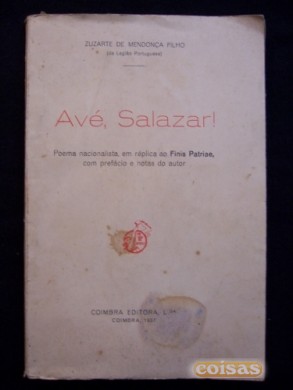 ZUZARTE DE MENDONÇA FILHO
(da Legião Portuguesa)
Avé, Salazar!
Poema nacionalista, em réplica ao Finis Patriae,
com prefácio e notas do autor
COIMBRA EDITORA, L.DA
COIMBRA,
coisas